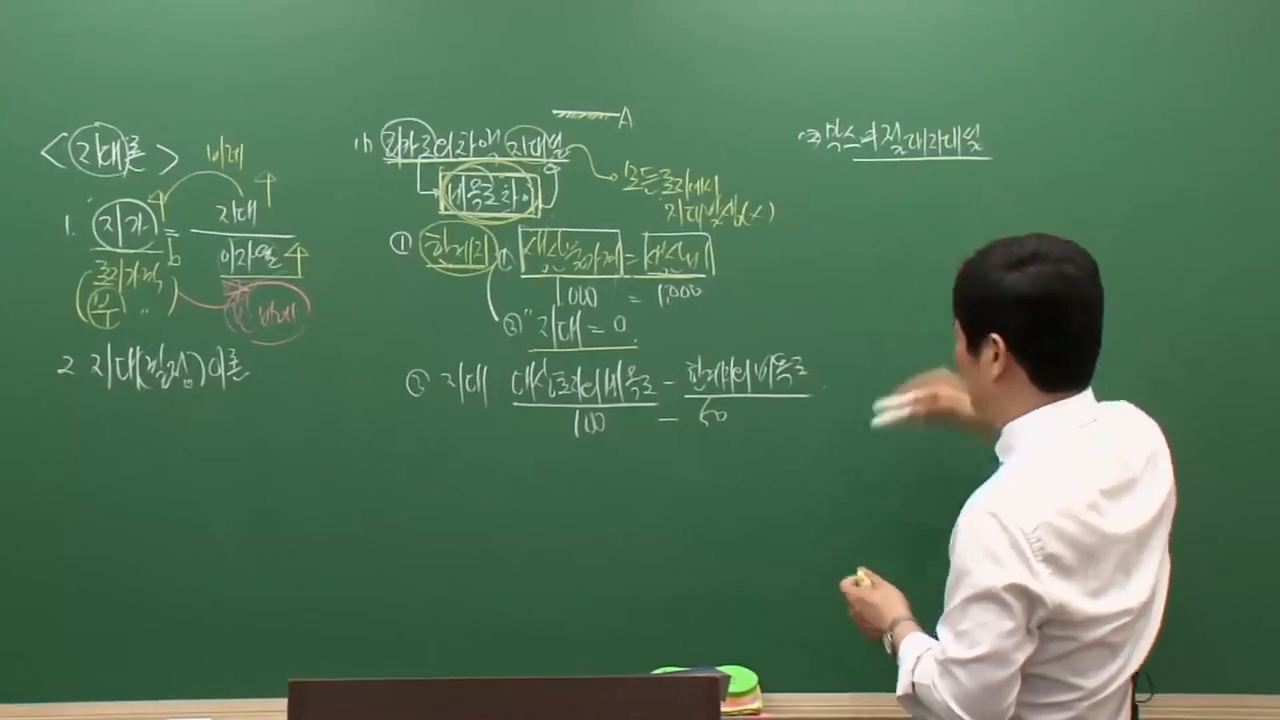 <지대론>
비례
1. 지가 = 지대
이자율
(토지가격
" ")
반비례
2. 지대(결정)이론
1) 리카르도의 차액지대설
A
비옥도 차이
모든 토지에서
지대발생(×)
① 한계지 ① 생산물가격 = 생산비
1,000 = 1,000
② " 지대 = 0
② 지대 대상토지의 비옥도 - 한계지의 비옥도
100 - 60
막스의 절대지대설